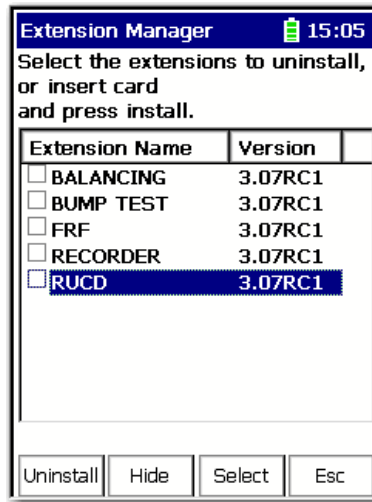 Extension Manager 15:05
Select the extensions to uninstall,
or insert card
and press install.
Extension Name Version
BALANCING 3.07RC1
BUMP TEST 3.07RC1
FRF 3.07RC1
RECORDER 3.07RC1
RUCD 3.07RC1
Uninstall Hide Select Esc